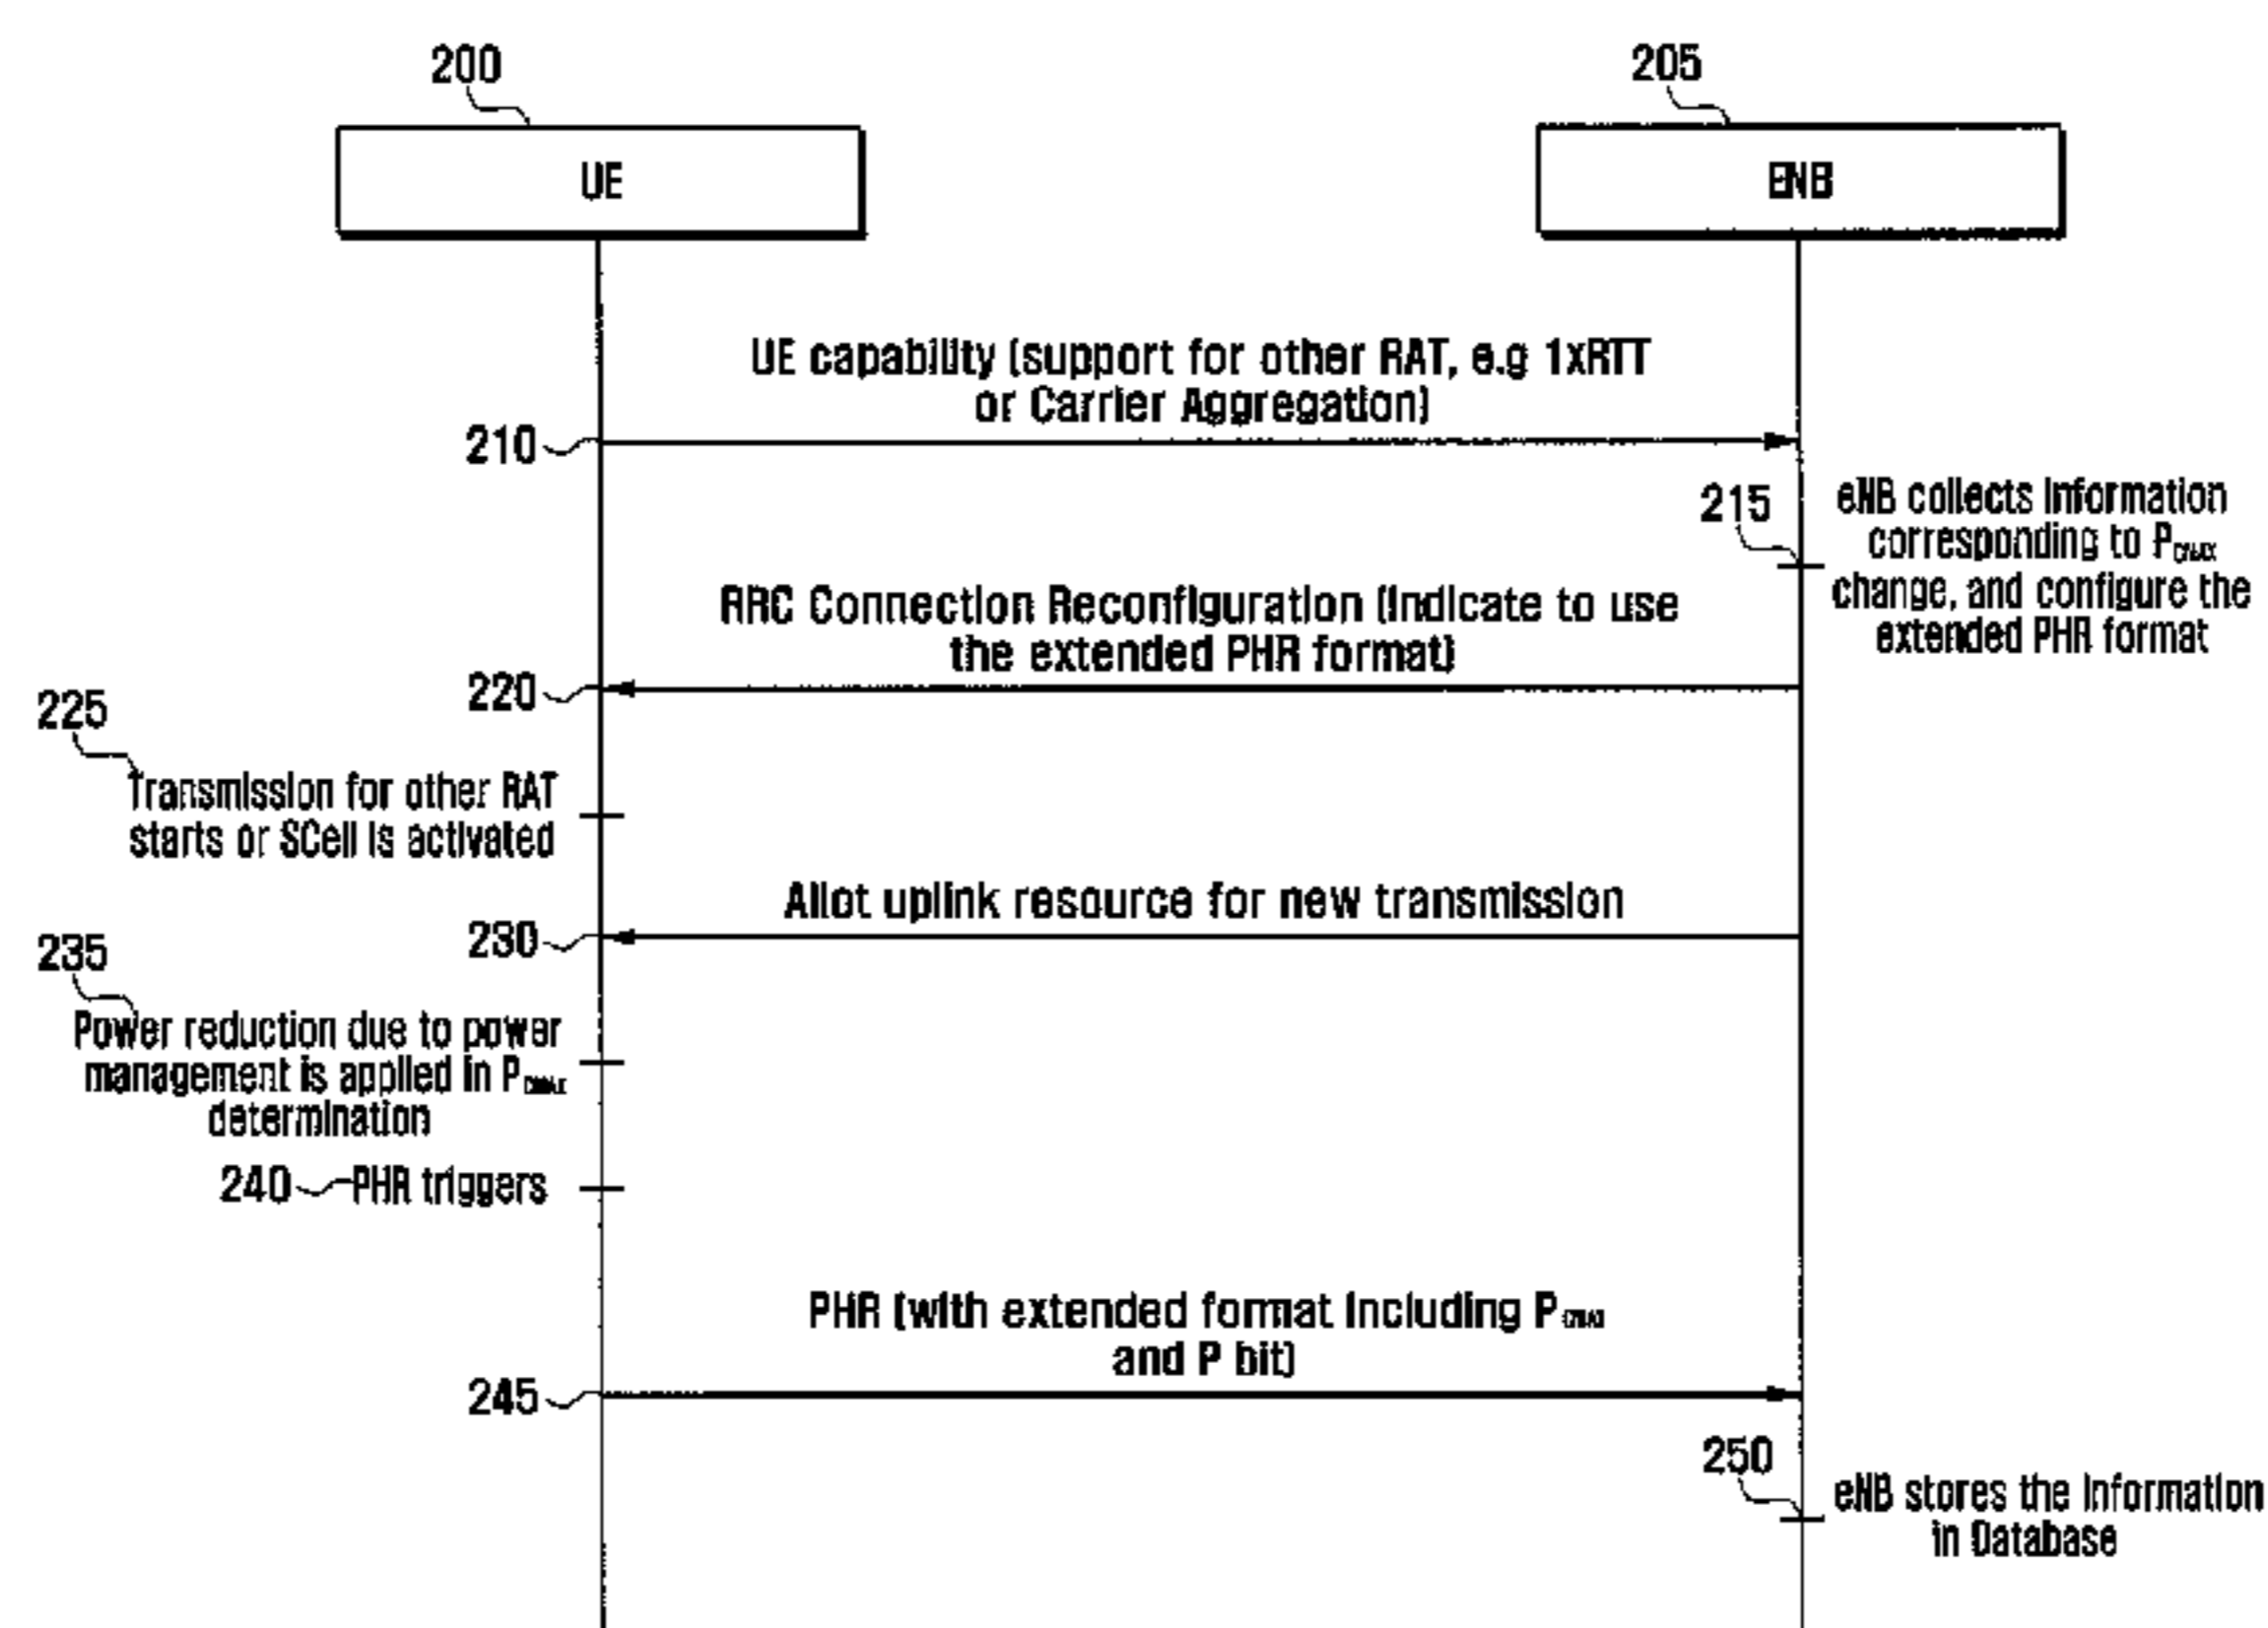 200
205
UE
ENB
UE capability (support for other RAT, e.g 1xRTT
or Carrier Aggregation)
210
215
eNB collects information
corresponding to P
change, and configure the
extended PHR format
RRC Connection Reconfiguration (indicate to use
the extended PHR format)
220
225
Transmission for other RAT
starts or SCell is activated
Allot uplink resource for new transmission
230
235
Power reduction due to power
management is applied in P
determination
240
PHR triggers
PHR (with extended format including P
and P bit)
245
250
eNB stores the information
in Database